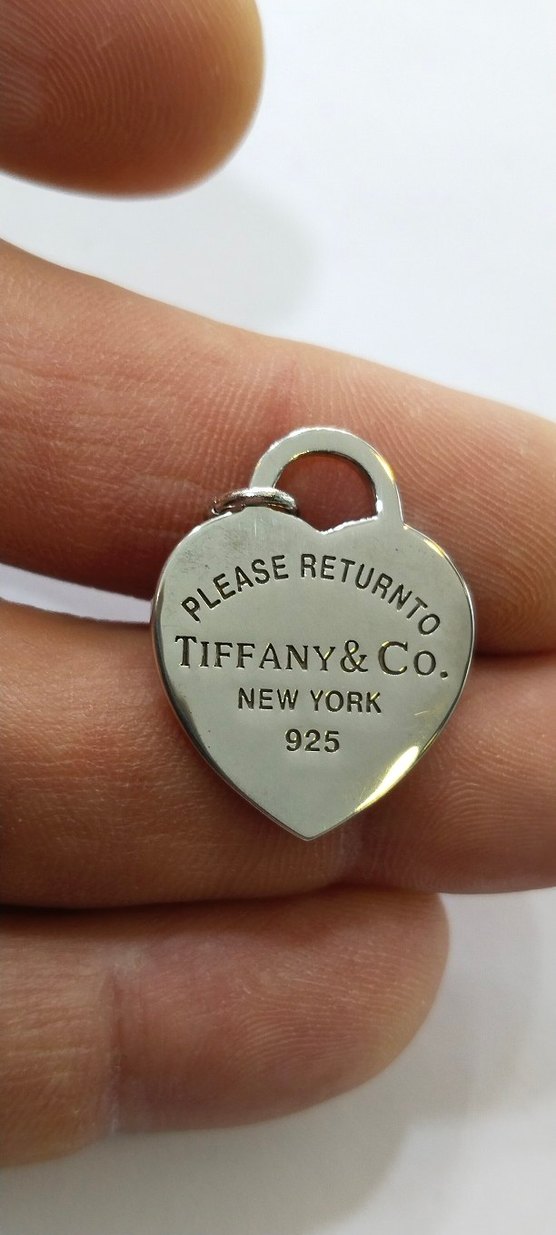 PLEASE RETURNTO
TIFFANY & CO.
NEW YORK
925